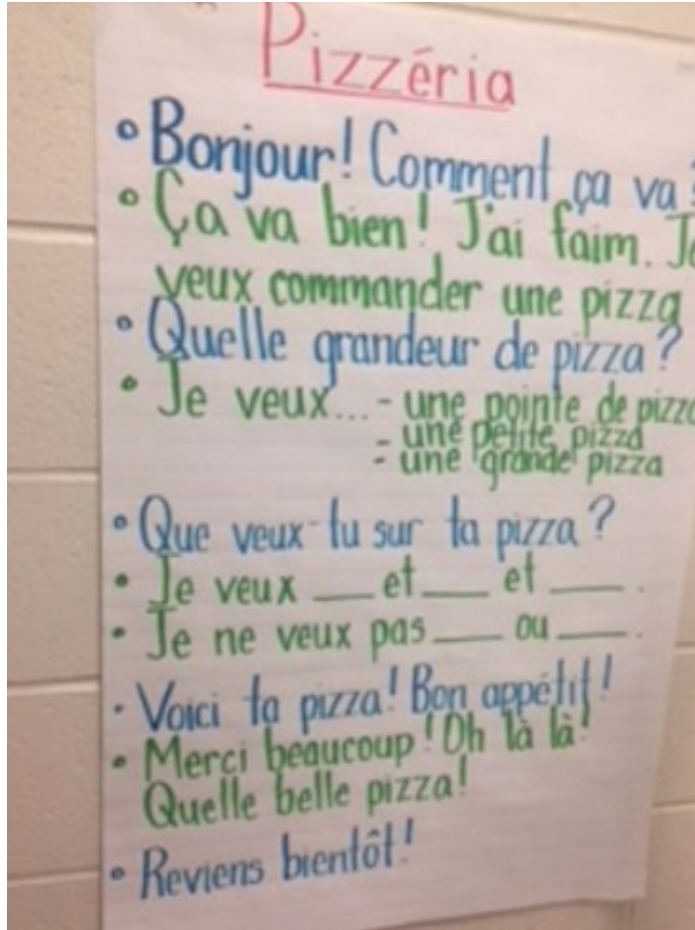 Pizzéria
• Bonjour! Comment ça va?
• Ça va bien! J'ai faim. Je
veux commander une pizza
• Quelle grandeur de pizza?
• Je veux... - une pointe de pizza
- une petite pizza
- une grande pizza
• Que veux-tu sur ta pizza?
• Je veux ___ et ___ et ___.
• Je ne veux pas ___ ou ___.
• Voici ta pizza! Bon appétit!
• Merci beaucoup! Oh là là!
Quelle belle pizza!
• Reviens bientôt!